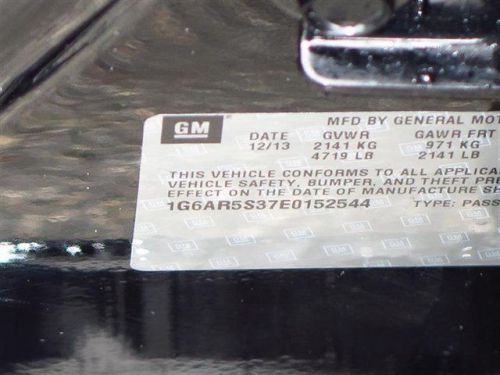 GM
MFD BY GENERAL MOT
DATE GVWR GAWR FRT
12/13 2141 KG 971 KG
4719 LB 2141 LB
THIS VEHICLE CONFORMS TO ALL APPLICA
VEHICLE SAFETY, BUMPER, AND THEFT PRE
EFFECT ON THE DATE OF MANUFACTURE S
1G6AR5S37E0152544 TYPE: PASS